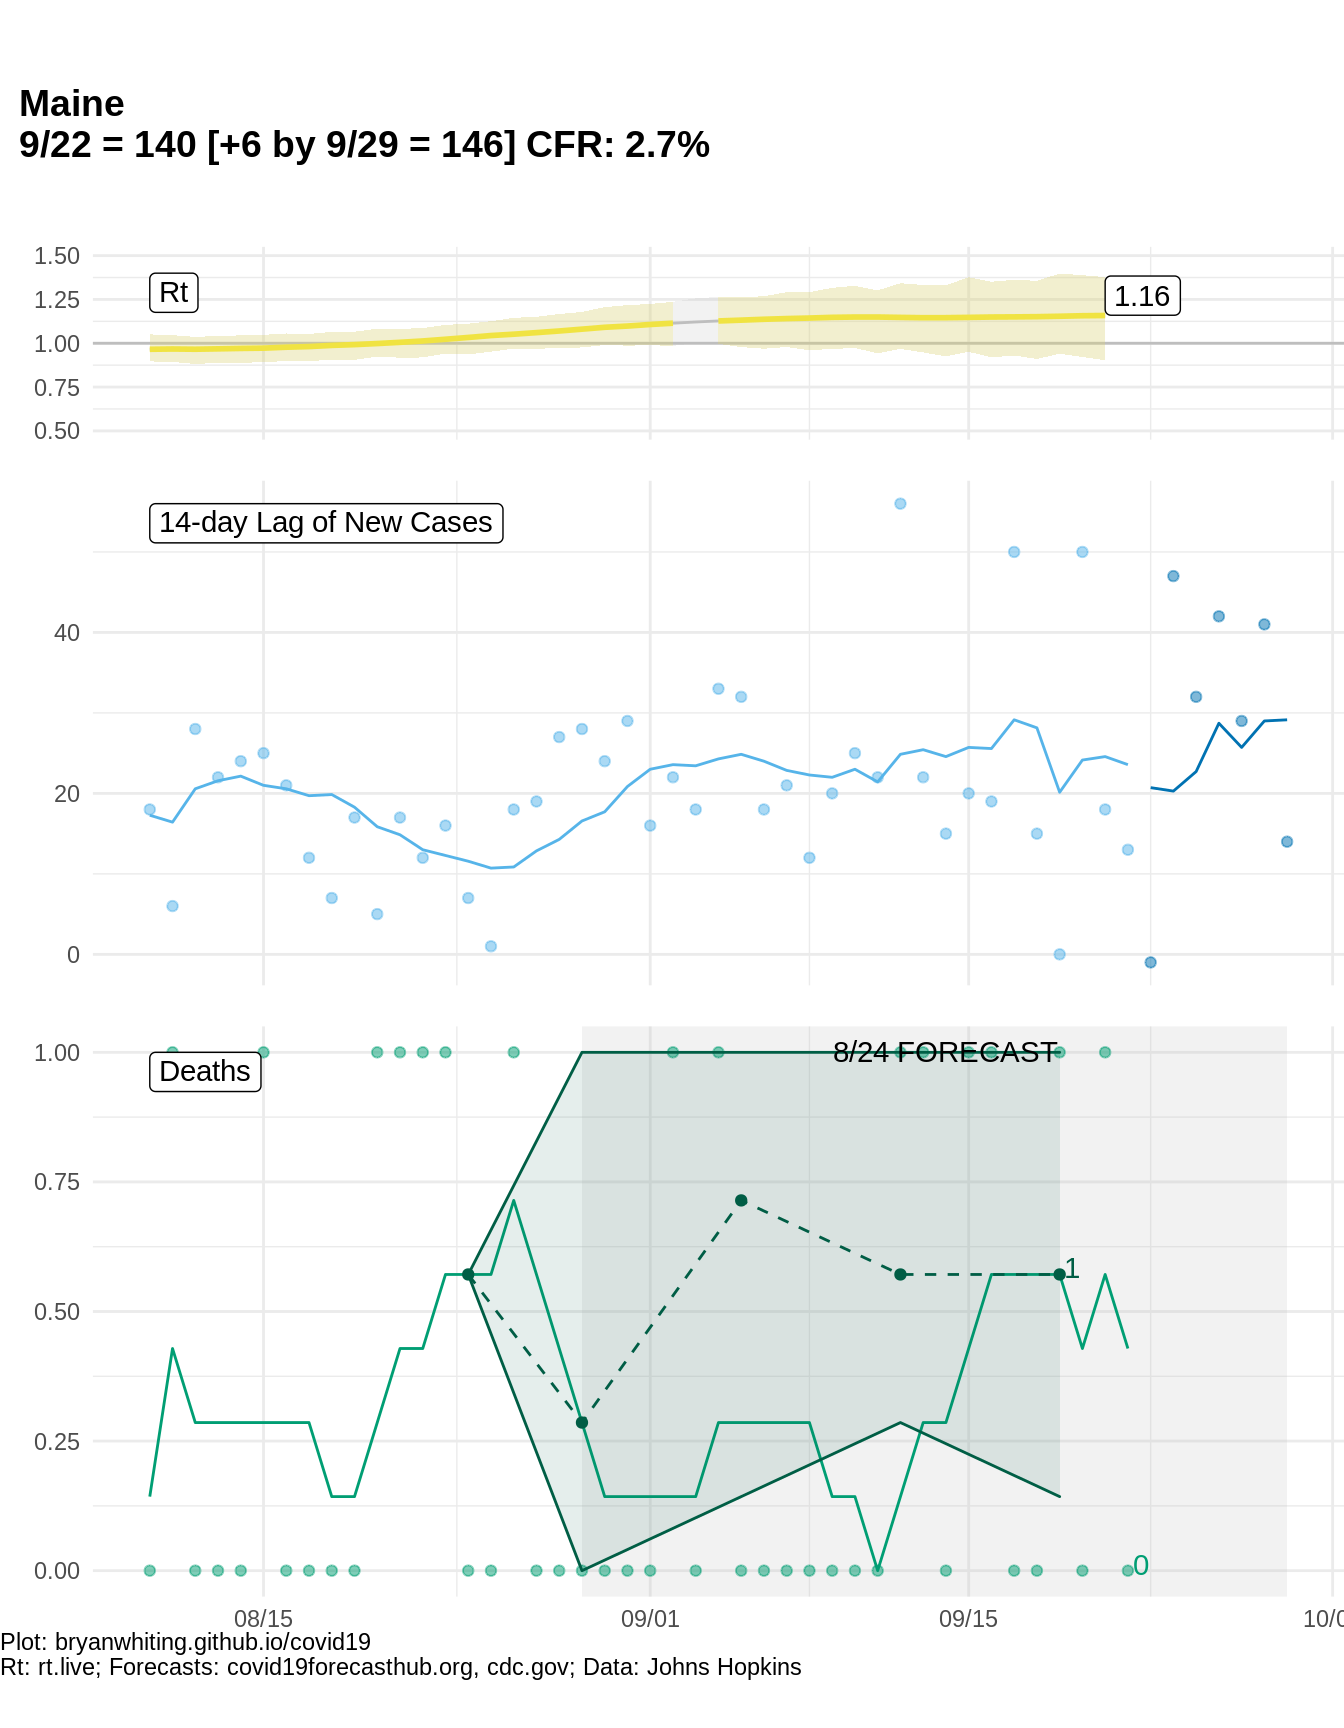 Maine
9/22 = 140 [+6 by 9/29 = 146] CFR: 2.7%
1.50
1.25
1.00
0.75
0.50
Rt
1.16
14-day Lag of New Cases
40
20
0
1.00
0.75
0.50
0.25
0.00
Deaths
8/24 FORECAST
1
0
08/15
09/01
09/15
10/0
Plot: bryanwhiting.github.io/covid19
Rt: rt.live; Forecasts: covid19forecasthub.org, cdc.gov; Data: Johns Hopkins